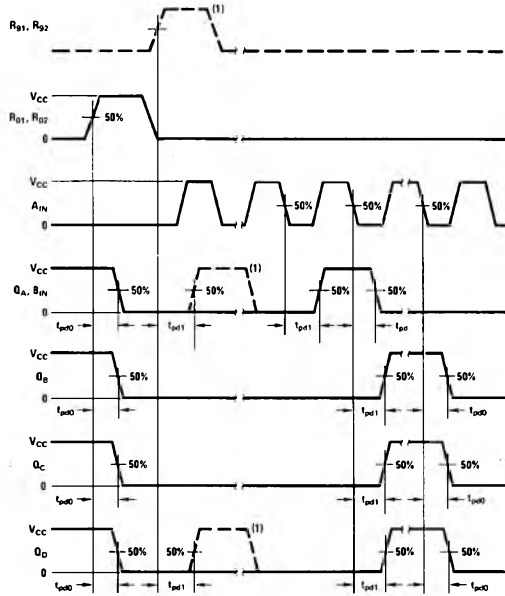 R91, R92
(1)
VCC
R01, R02
50%
0
VCC
AIN
50%
50%
50%
0
VCC
(1)
QA, BIN
50%
50%
50%
50%
0
tpd0
tpd1
tpd1
tpd
VCC
QB
50%
50%
50%
0
tpd0
tpd1
tpd0
VCC
QC
50%
50%
50%
0
tpd0
tpd1
tpd0
VCC
(1)
QD
50%
50%
50%
50%
0
tpd0
tpd1
tpd1
tpd0